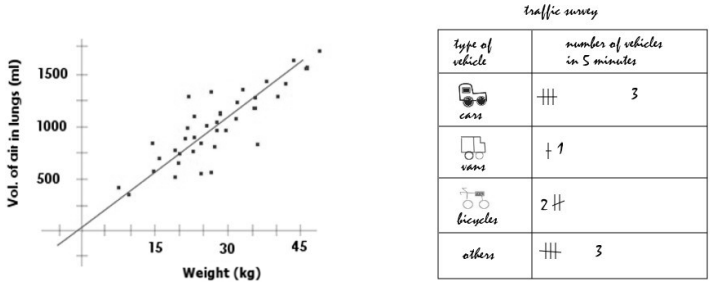 Vol. of air in lungs (ml)
1500
1000
500
15 30 45
Weight (kg)
traffic survey
type of vehicle
number of vehicles in 5 minutes
cars
3
vans
1
bicycles
2
others
3